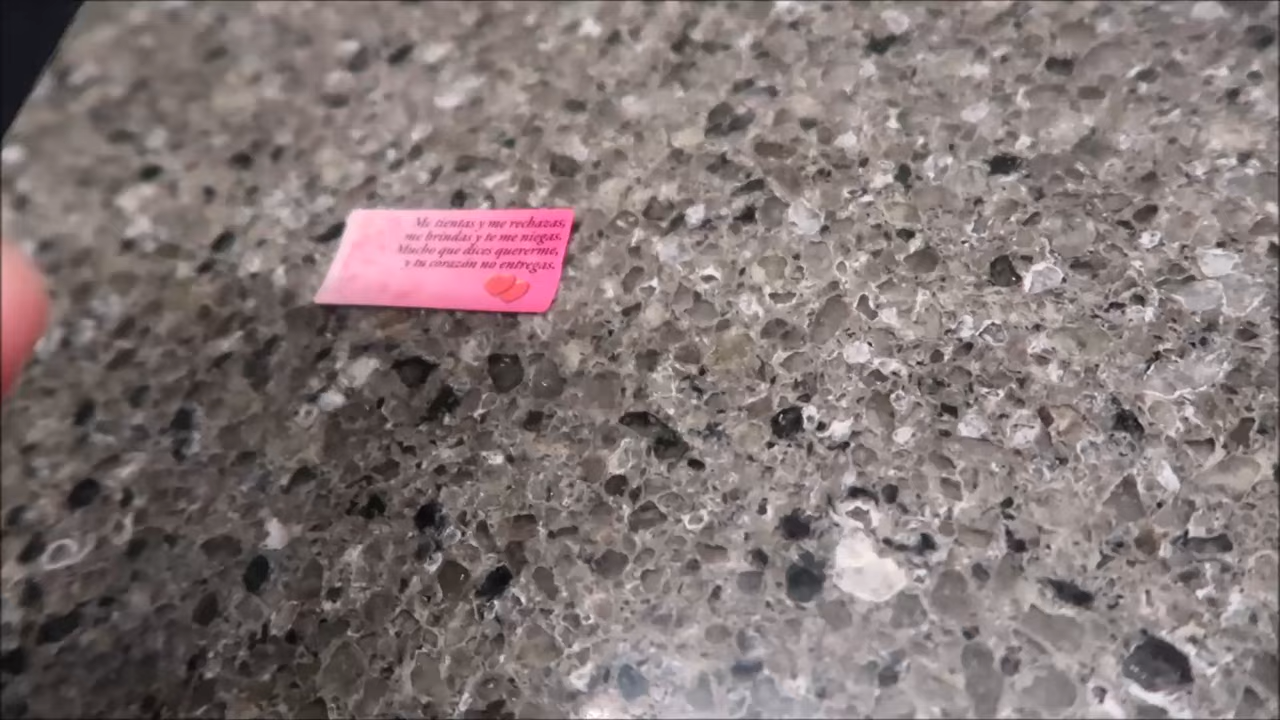 Me tientas y me rechazas,
me brindas y te me niegas.
Mucho que dices quererme,
y tu corazón no entregas.